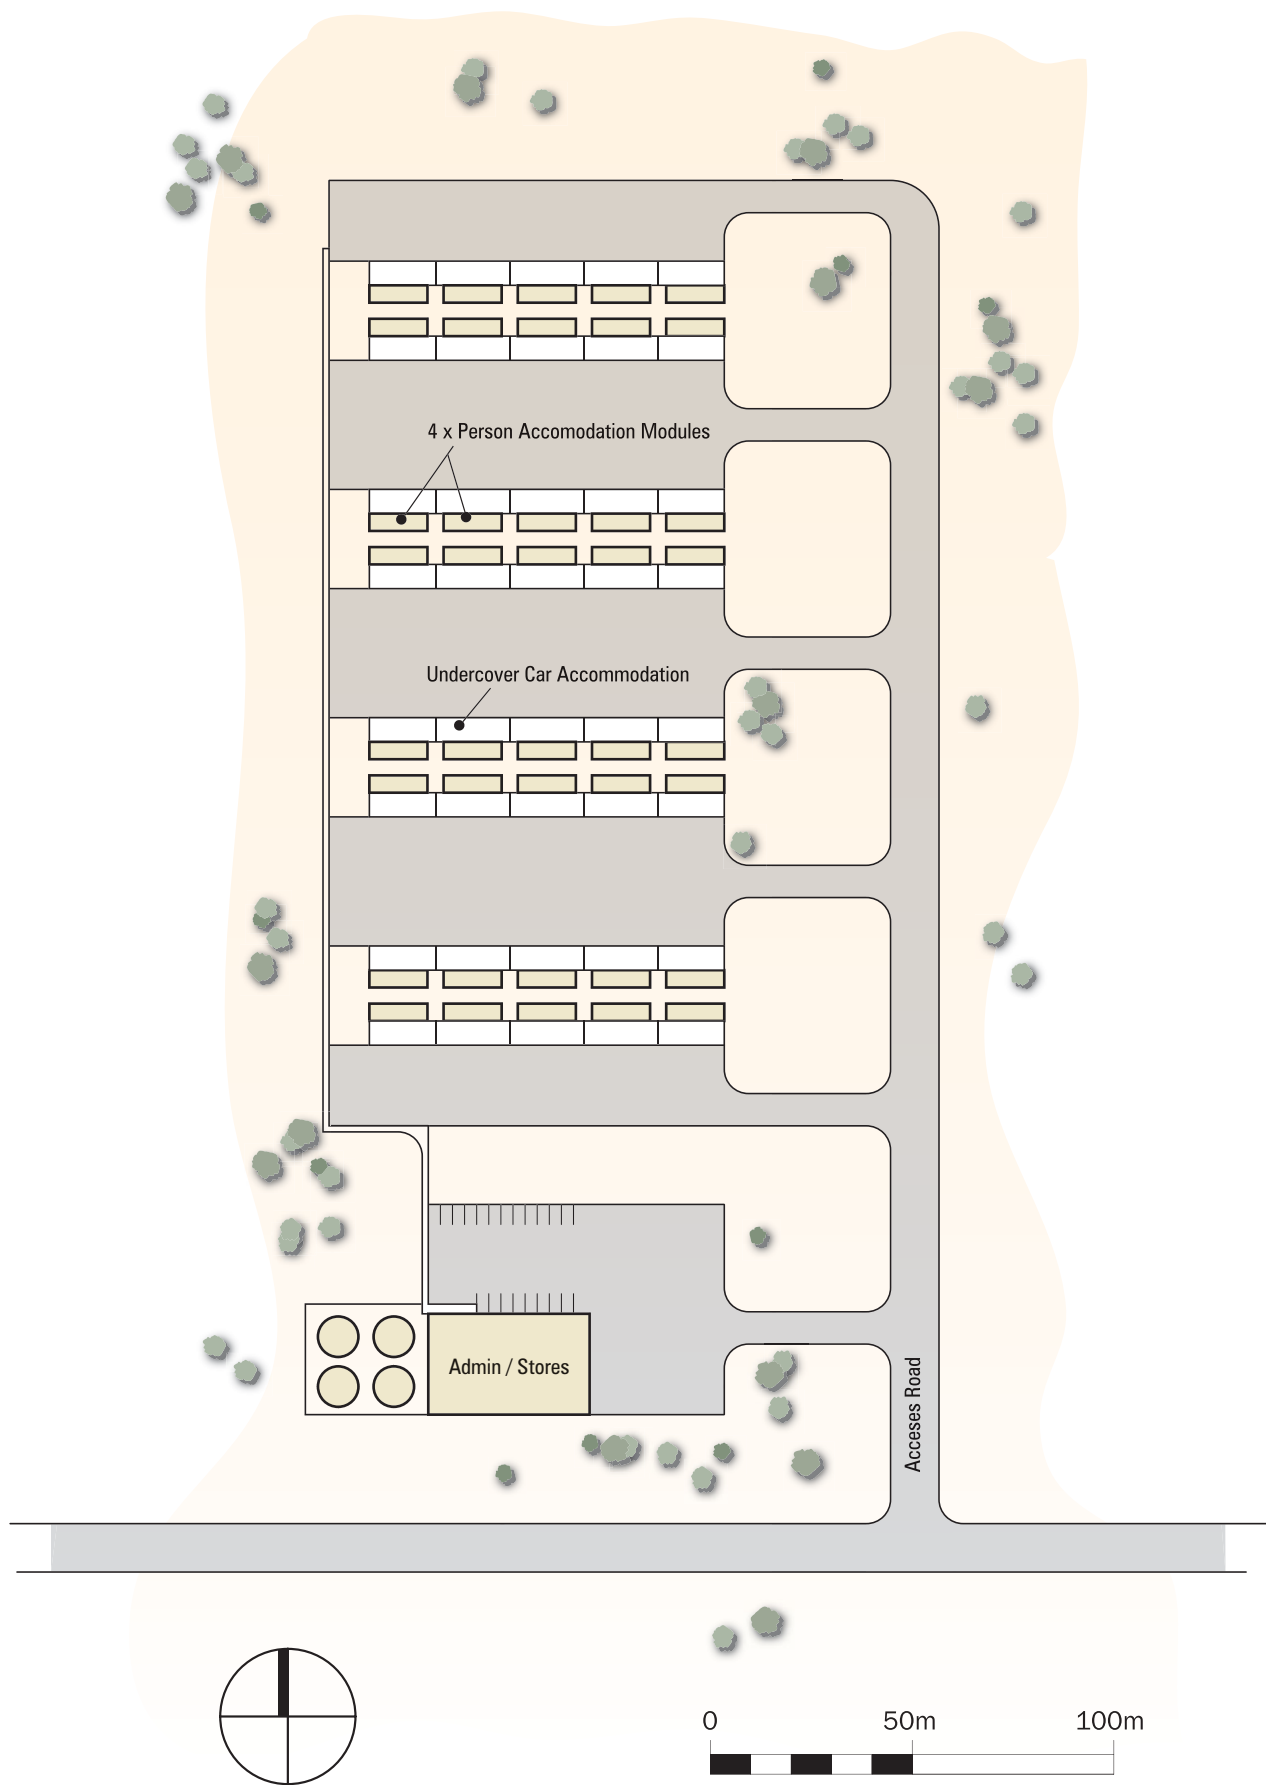 4 x Person Accomodation Modules
Undercover Car Accommodation
Admin / Stores
Acceses Road
0 50m 100m